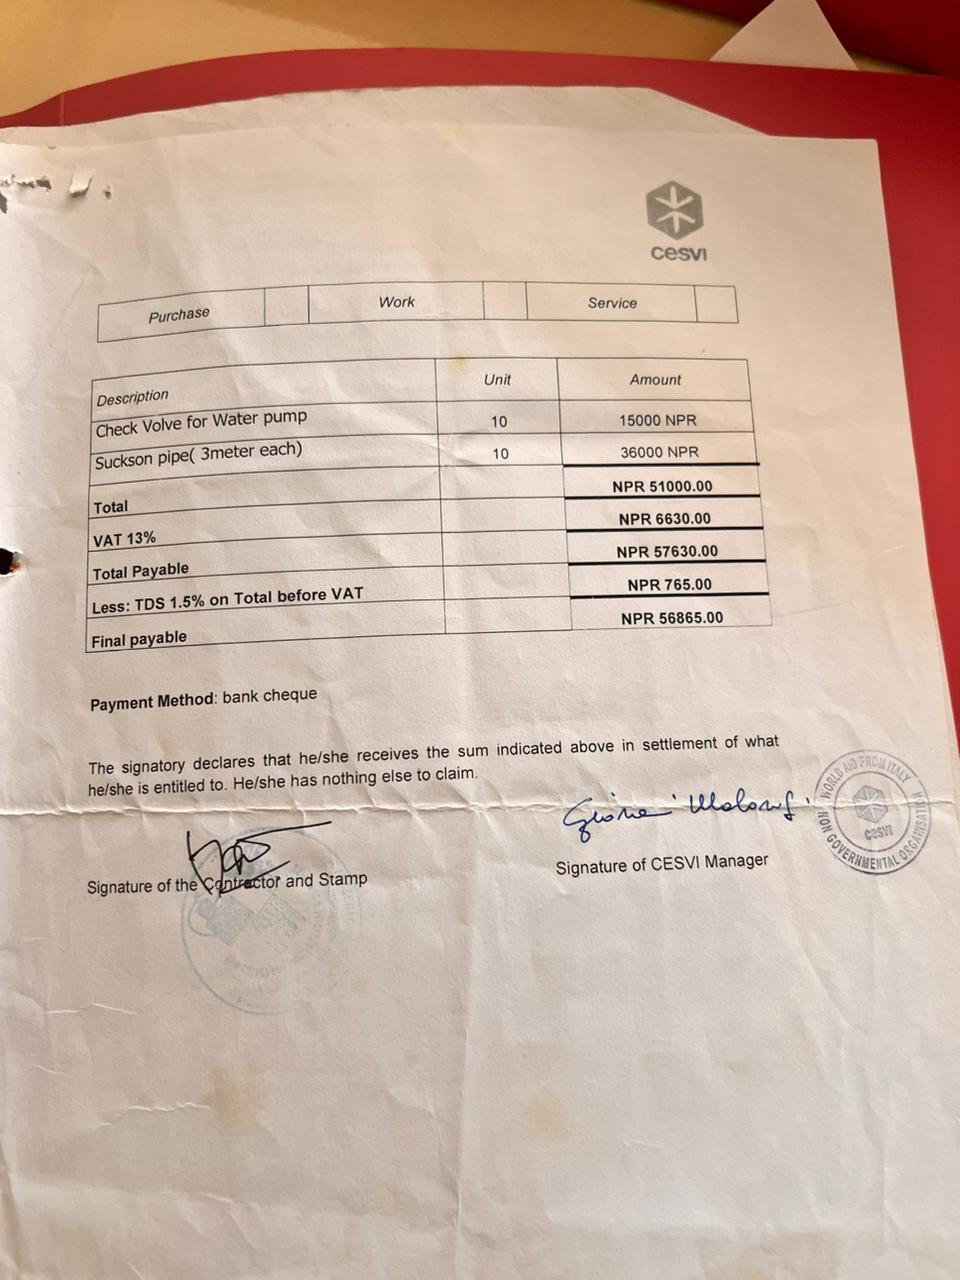 cesvi
Purchase Work Service
Description Unit Amount
Check Volve for Water pump 10 15000 NPR
Suckson pipe( 3meter each) 10 36000 NPR
Total NPR 51000.00
VAT 13% NPR 6630.00
Total Payable NPR 57630.00
Less: TDS 1.5% on Total before VAT NPR 765.00
Final payable NPR 56865.00
Payment Method: bank cheque
The signatory declares that he/she receives the sum indicated above in settlement of what
he/she is entitled to. He/she has nothing else to claim.
WORLD AID FROM ITALY
cesvi
NON GOVERNMENTAL ORGANISATION
Signature of the Contractor and Stamp
Signature of CESVI Manager